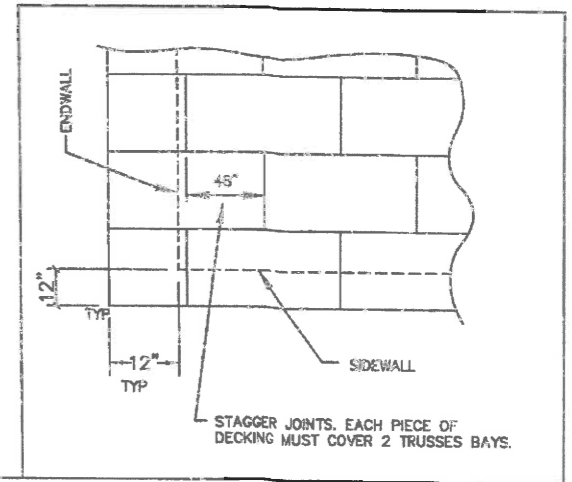 ENDWALL
48"
12"
TYP
12"
TYP
SIDEWALL
STAGGER JOINTS. EACH PIECE OF
DECKING MUST COVER 2 TRUSSES BAYS.